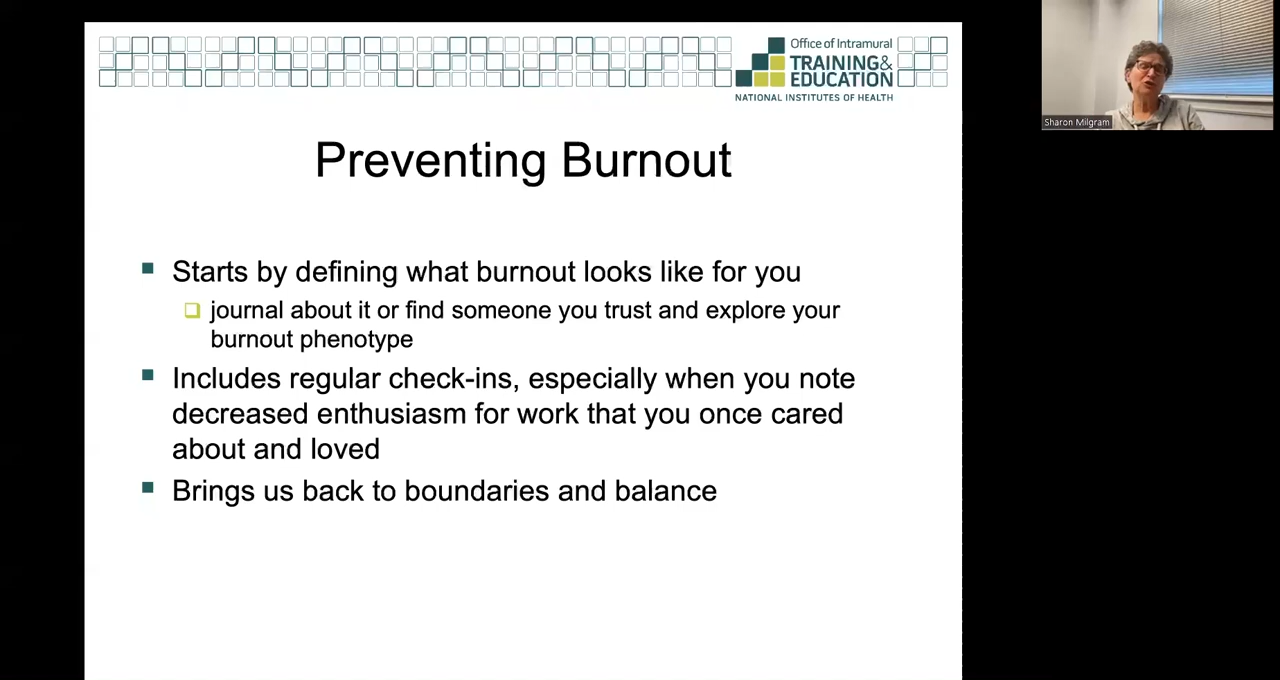 Office of Intramural
TRAINING&
EDUCATION
NATIONAL INSTITUTES OF HEALTH
Sharon Milgram
Preventing Burnout
Starts by defining what burnout looks like for you
journal about it or find someone you trust and explore your
burnout phenotype
Includes regular check-ins, especially when you note
decreased enthusiasm for work that you once cared
about and loved
Brings us back to boundaries and balance